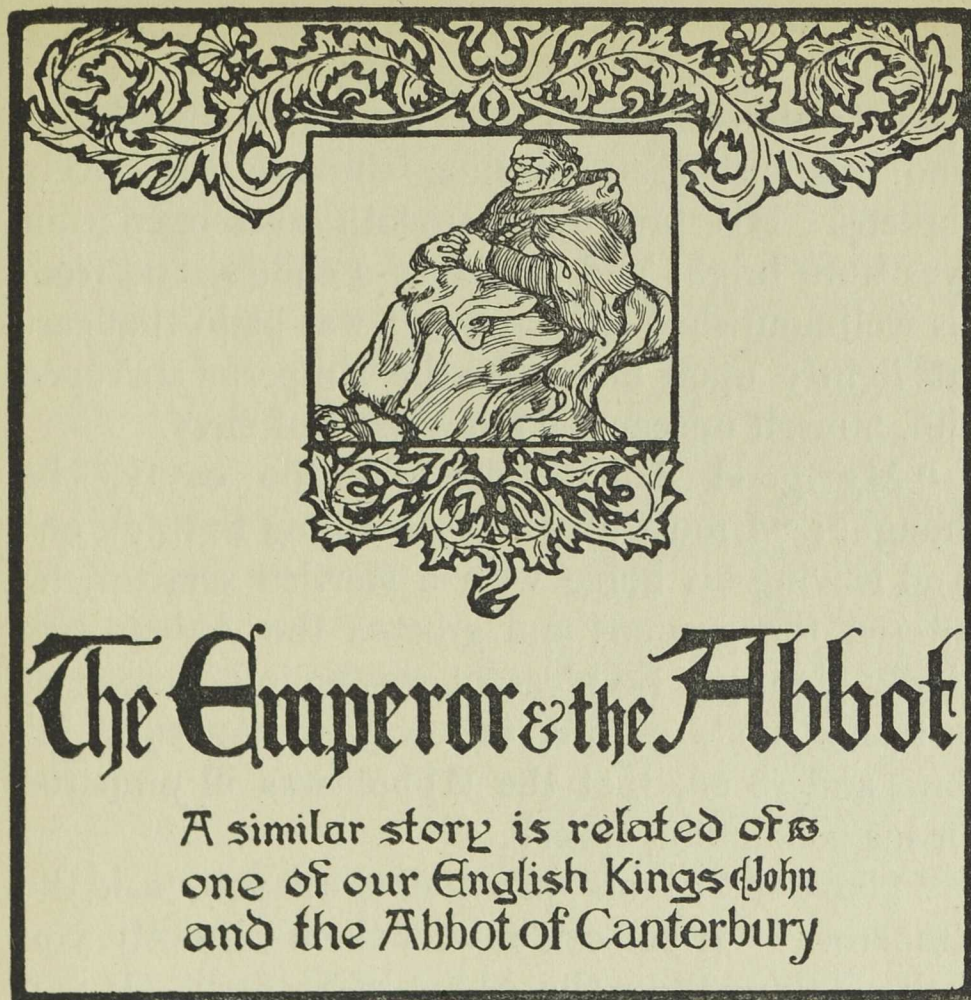 The Emperor & the Abbot
A similar story is related of
one of our English Kings John
and the Abbot of Canterbury